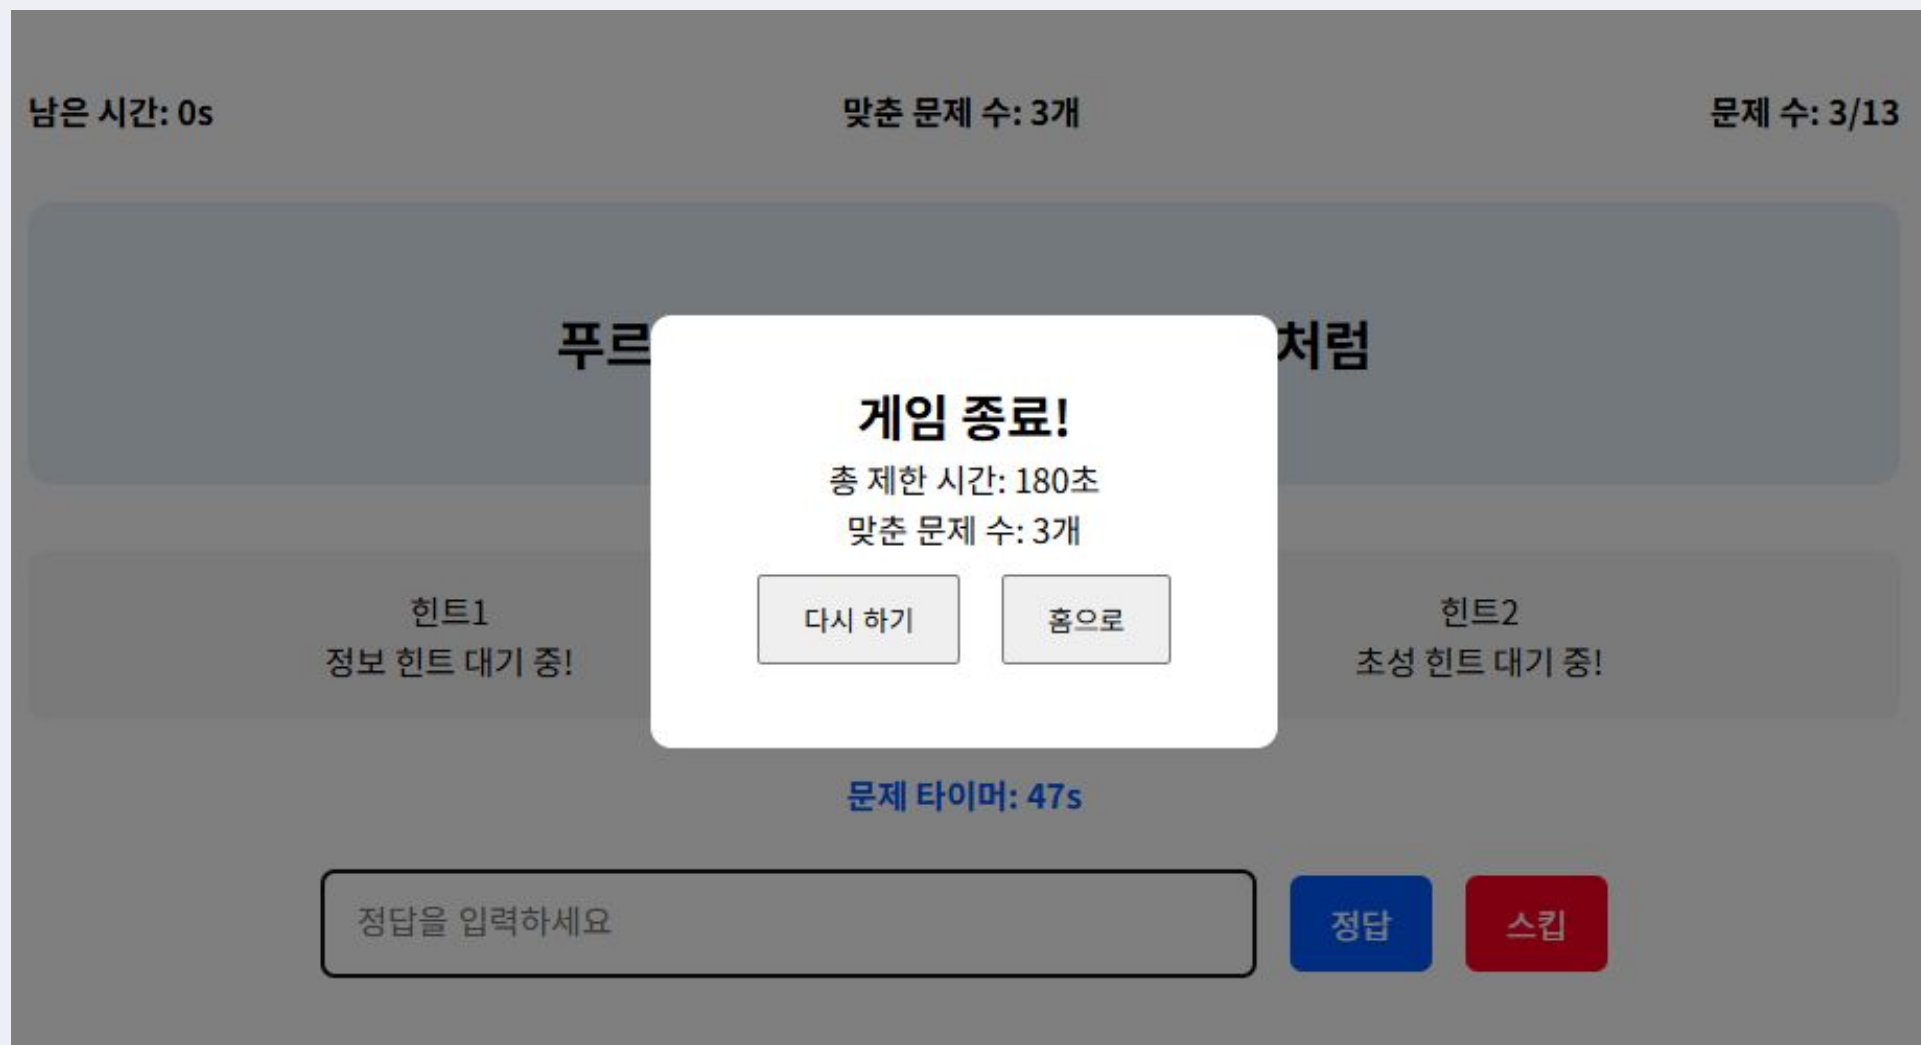 남은 시간: 0s
맞춘 문제 수: 3개
문제 수: 3/13
푸르
처럼
게임 종료!
총 제한 시간: 180초
맞춘 문제 수: 3개
다시 하기
홈으로
힌트1
정보 힌트 대기 중!
힌트2
초성 힌트 대기 중!
문제 타이머: 47s
정답을 입력하세요
정답
스킵